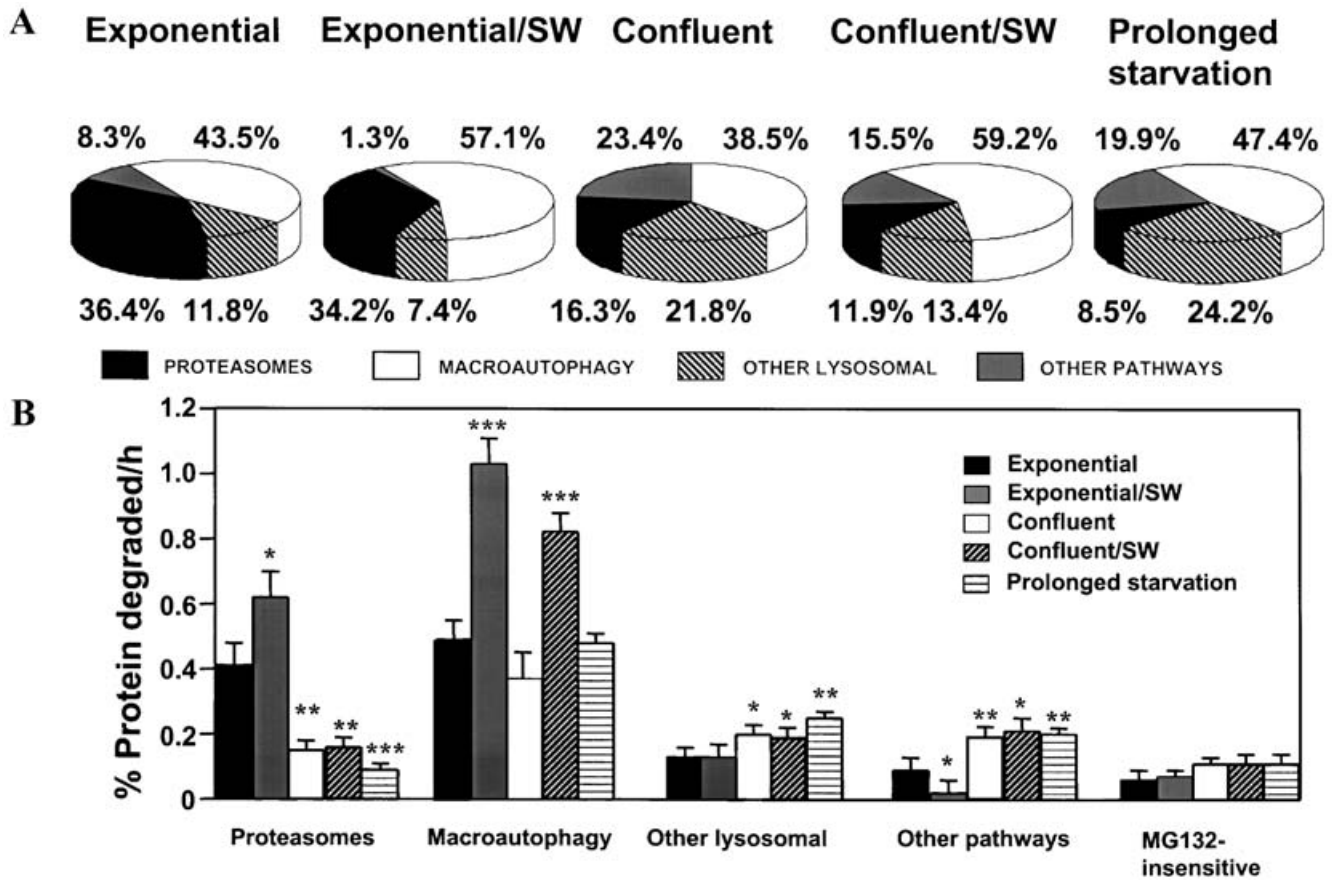 A
Exponential Exponential/SW Confluent Confluent/SW Prolonged
starvation
8.3% 43.5% 1.3% 57.1% 23.4% 38.5% 15.5% 59.2% 19.9% 47.4%
36.4% 11.8% 34.2% 7.4% 16.3% 21.8% 11.9% 13.4% 8.5% 24.2%
PROTEASOMES MACROAUTOPHAGY OTHER LYSOSOMAL OTHER PATHWAYS
B
% Protein degraded/h
1.2
1.0
0.8
0.6
0.4
0.2
0
* ** ** ***
*** ***
* * **
* ** * **
Exponential
Exponential/SW
Confluent
Confluent/SW
Prolonged starvation
Proteasomes Macroautophagy Other lysosomal Other pathways MG132-
insensitive